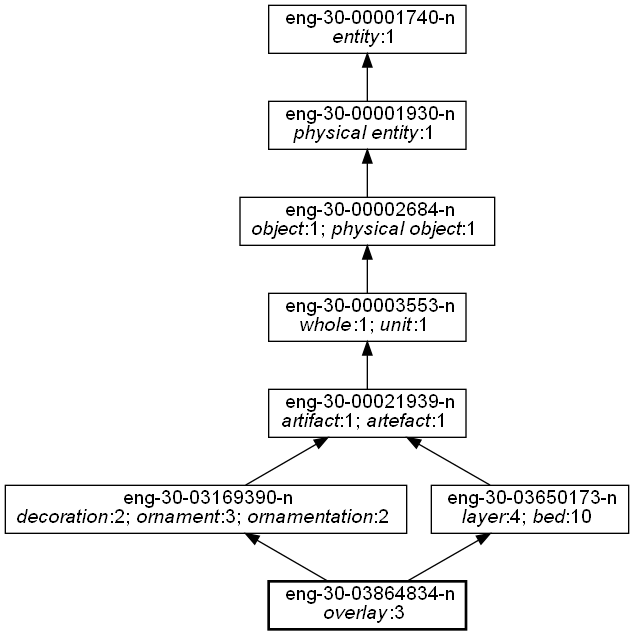 eng-30-00001740-n
entity:1
eng-30-00001930-n
physical entity:1
eng-30-00002684-n
object:1; physical object:1
eng-30-00003553-n
whole:1; unit:1
eng-30-00021939-n
artifact:1; artefact:1
eng-30-03169390-n
decoration:2; ornament:3; ornamentation:2
eng-30-03650173-n
layer:4; bed:10
eng-30-03864834-n
overlay:3